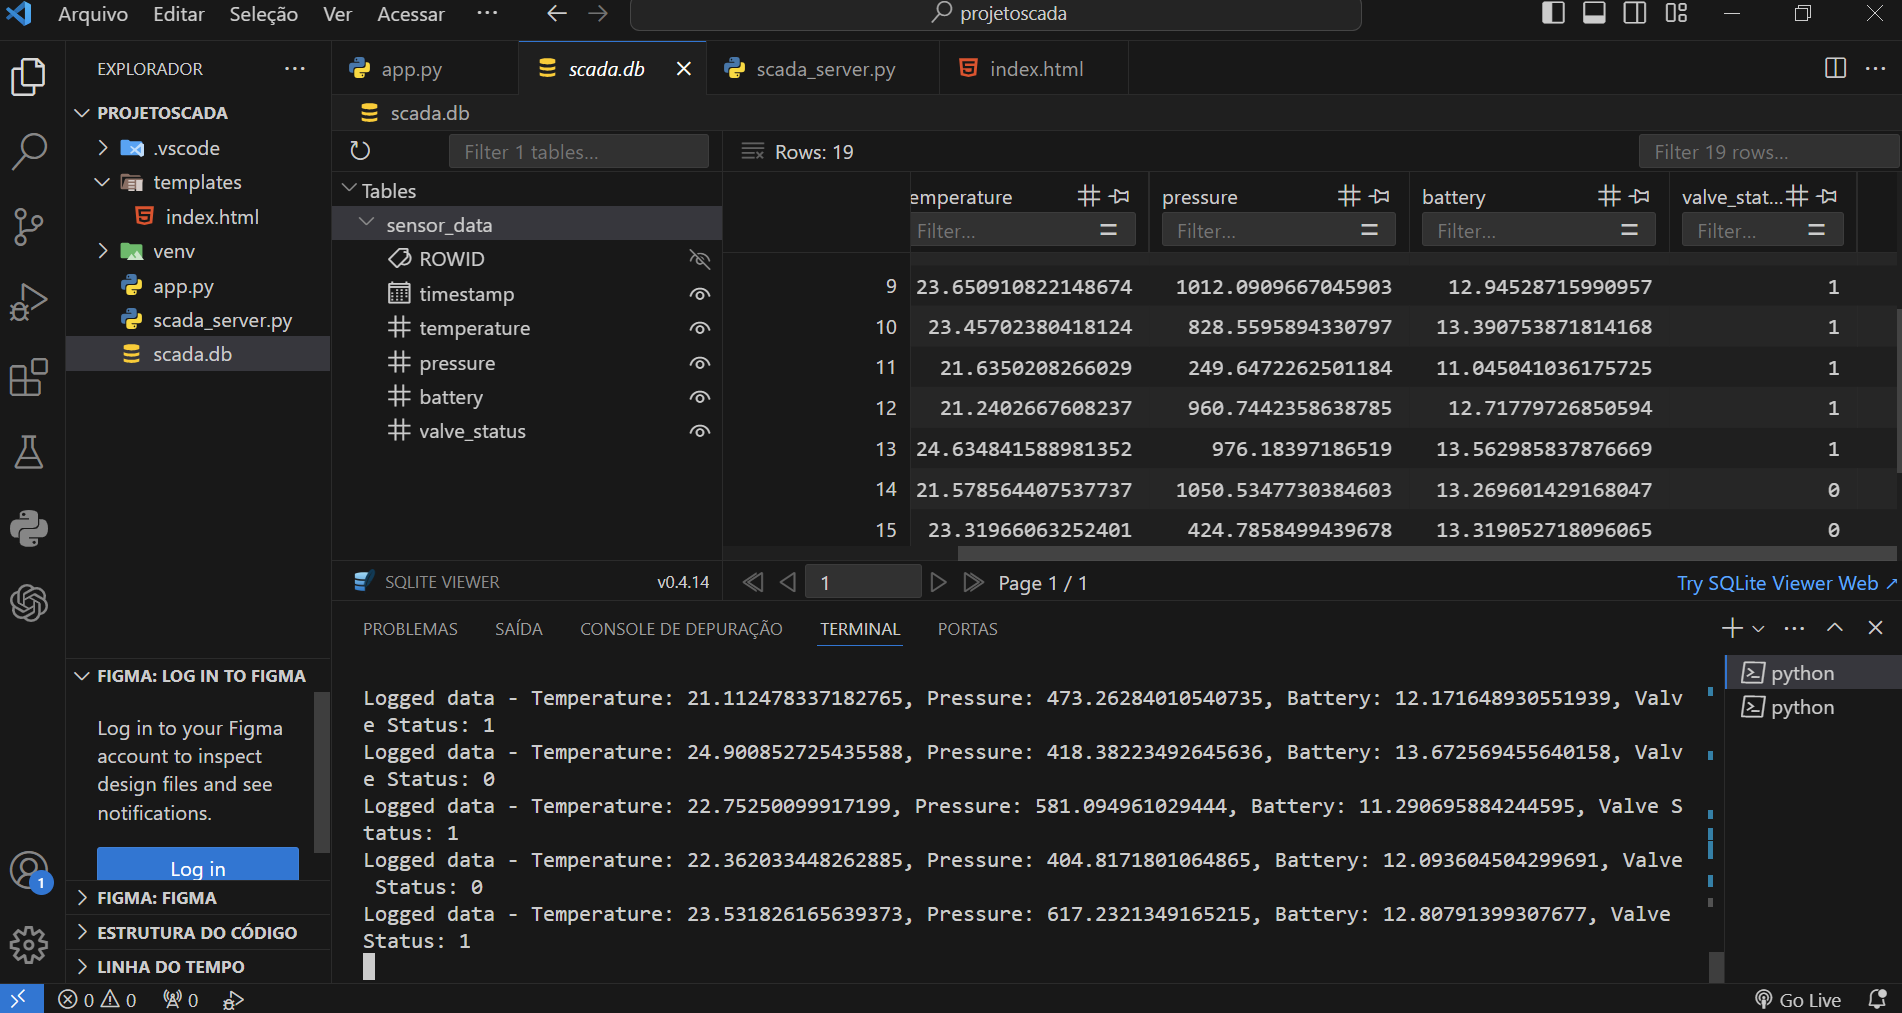 Arquivo Editar Seleção Ver Acessar ··· projetoscada
EXPLORADOR ···
PROJETOSCADA
.vscode
templates
index.html
venv
app.py
scada_server.py
scada.db
FIGMA: LOG IN TO FIGMA
Log in to your Figma
account to inspect
design files and see
notifications.
Log in
FIGMA: FIGMA
ESTRUTURA DO CÓDIGO
LINHA DO TEMPO
1
app.py scada.db scada_server.py index.html
scada.db
Filter 1 tables...
Tables
sensor_data
ROWID
timestamp
temperature
pressure
battery
valve_status
SQLITE VIEWER v0.4.14
Rows: 19 Filter 19 rows...
emperature pressure battery valve_stat...
Filter... Filter... Filter... Filter...
9 23.650910822148674 1012.0909667045903 12.94528715990957 1
10 23.45702380418124 828.5595894330797 13.390753871814168 1
11 21.6350208266029 249.6472262501184 11.045041036175725 1
12 21.2402667608237 960.7442358638785 12.71779726850594 1
13 24.634841588981352 976.18397186519 13.562985837876669 1
14 21.578564407537737 1050.5347730384603 13.269601429168047 0
15 23.31966063252401 424.7858499439678 13.319052718096065 0
1 Page 1 / 1 Try SQLite Viewer Web ↗
PROBLEMAS SAÍDA CONSOLE DE DEPURAÇÃO TERMINAL PORTAS
Logged data - Temperature: 21.112478337182765, Pressure: 473.26284010540735, Battery: 12.171648930551939, Valv
e Status: 1
Logged data - Temperature: 24.900852725435588, Pressure: 418.38223492645636, Battery: 13.672569455640158, Valv
e Status: 0
Logged data - Temperature: 22.75250099917199, Pressure: 581.094961029444, Battery: 11.290695884244595, Valve S
tatus: 1
Logged data - Temperature: 22.362033448262885, Pressure: 404.8171801064865, Battery: 12.093604504299691, Valve
Status: 0
Logged data - Temperature: 23.531826165639373, Pressure: 617.2321349165215, Battery: 12.80791399307677, Valve
Status: 1
python
python
0 0 0 Go Live